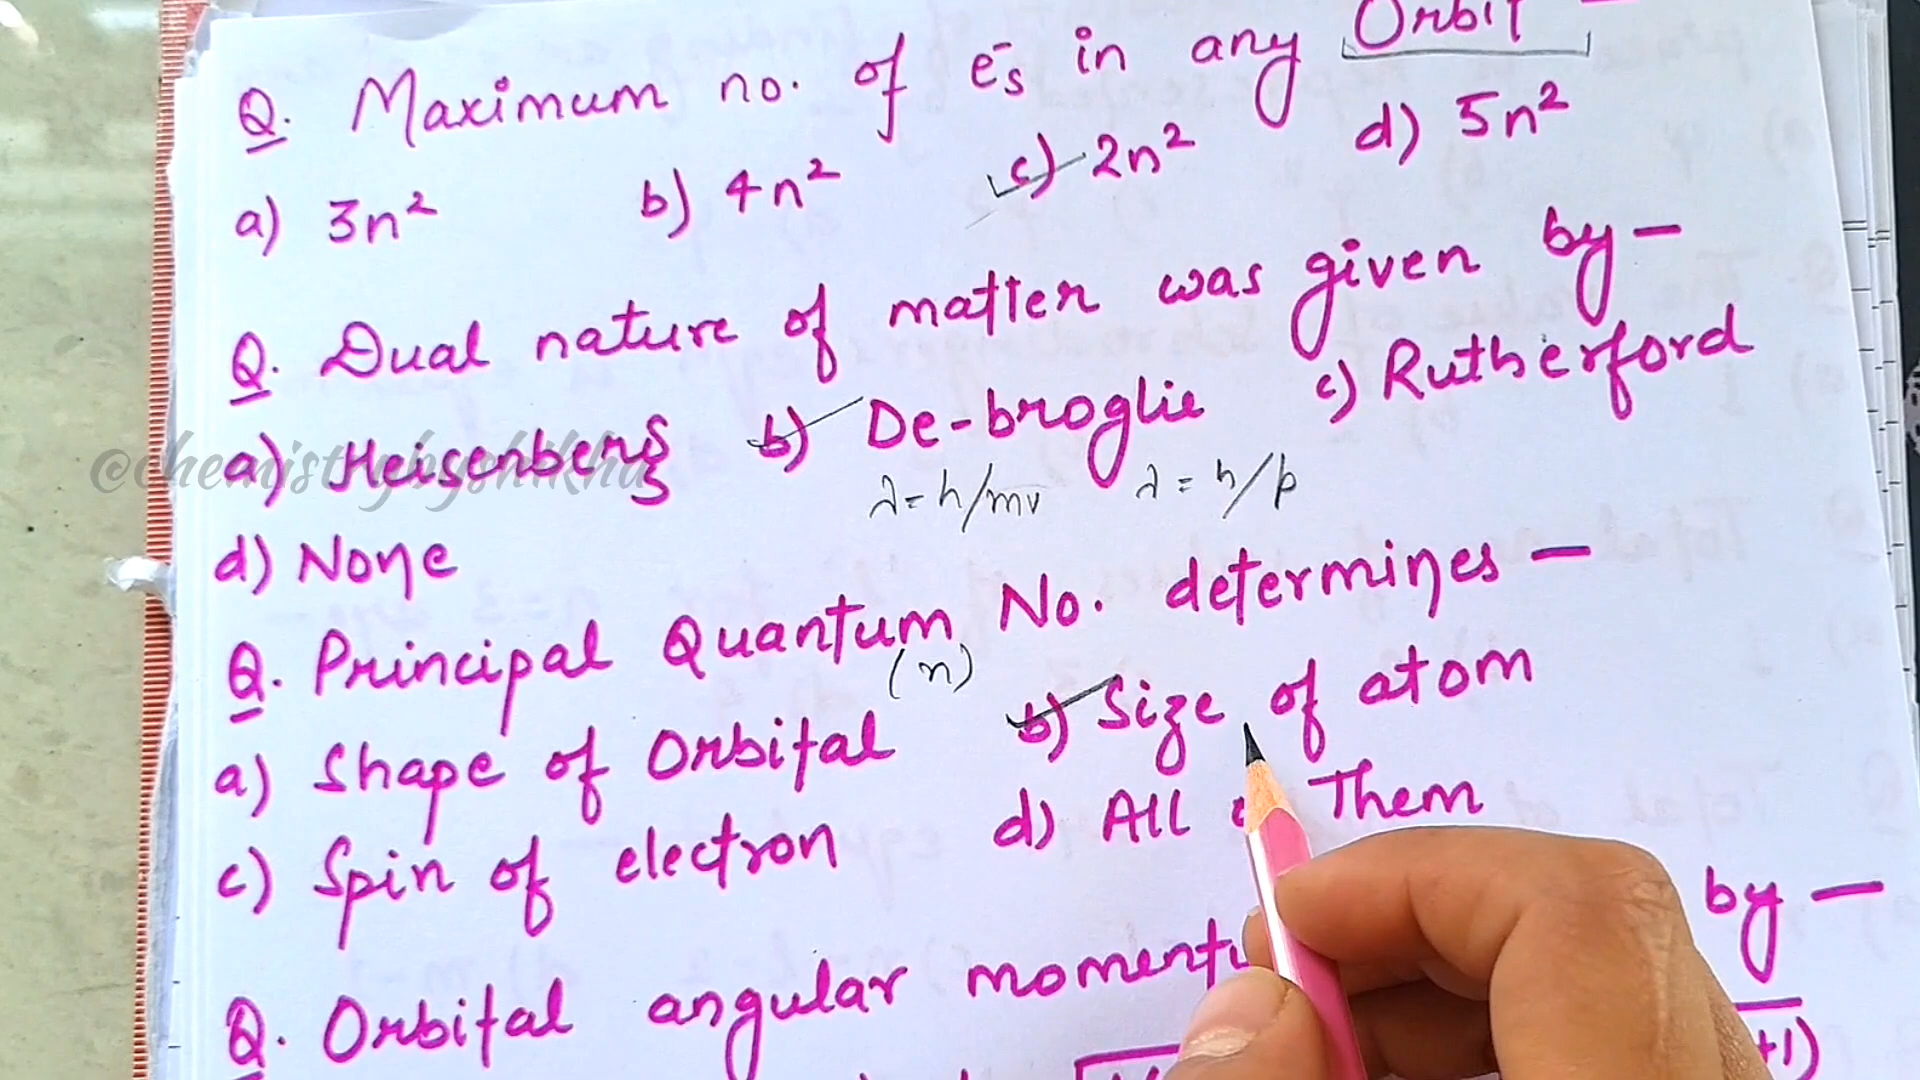 Q. Maximum no. of e⁻s in any Orbit –
a) 3n² b) 4n² c) 2n² d) 5n²
Q. Dual nature of matter was given by –
a) Heisenberg b) De-broglie c) Rutherford
λ = h/mv λ = h/p
d) None
Q. Principal Quantum No. determines –
(n)
a) Shape of Orbital b) Size of atom
c) Spin of electron d) All Them
Q. Orbital angular by –
+1)
@chemistrybyshikha